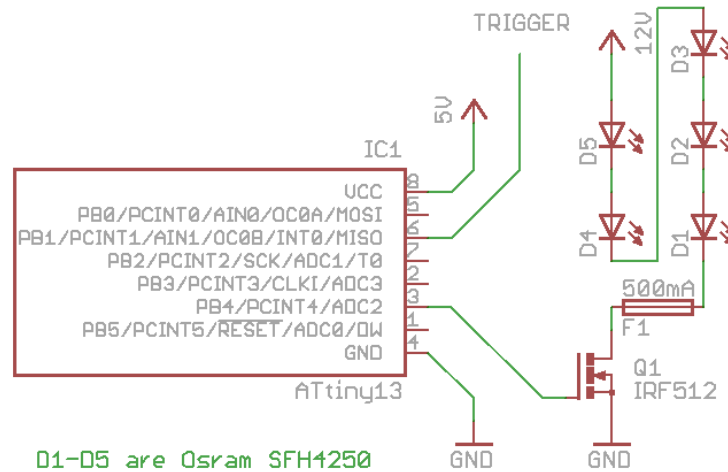 TRIGGER
12V
D3
5V
IC1
D5
D2
VCC 8
PB0/PCINT0/AIN0/OC0A/MOSI 5
PB1/PCINT1/AIN1/OC0B/INT0/MISO 6
PB2/PCINT2/SCK/ADC1/T0 7
PB3/PCINT3/CLKI/ADC3 2
PB4/PCINT4/ADC2 3
PB5/PCINT5/RESET/ADC0/DW 1
GND 4
D4
D1
500mA
F1
Q1
IRF512
ATtiny13
D1-D5 are Osram SFH4250
GND
GND